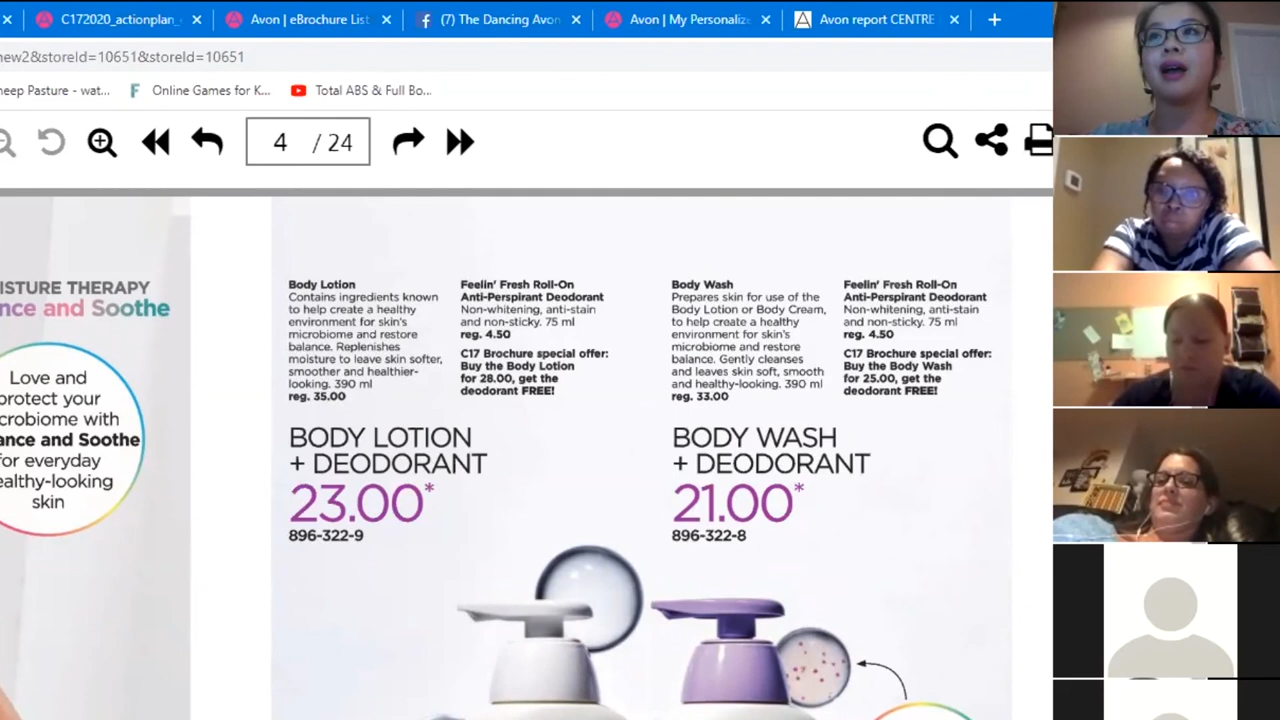 C172020_actionplan_
Avon | eBrochure List
(7) The Dancing Avon
Avon | My Personaliz
Avon report CENTRE
new2&storeId=10651&storeId=10651
heep Pasture - wat...
Online Games for K...
Total ABS & Full Bo...
4 / 24
ISTURE THERAPY
nce and Soothe
Love and
protect your
crobiome with
ance and Soothe
for everyday
ealthy-looking
skin
Body Lotion
Contains ingredients known
to help create a healthy
environment for skin's
microbiome and restore
balance. Replenishes
moisture to leave skin softer,
smoother and healthier-
looking. 390 ml
reg. 35.00
Feelin' Fresh Roll-On
Anti-Perspirant Deodorant
Non-whitening, anti-stain
and non-sticky. 75 ml
reg. 4.50
C17 Brochure special offer:
Buy the Body Lotion
for 28.00, get the
deodorant FREE!
BODY LOTION
+ DEODORANT
23.00*
896-322-9
Body Wash
Prepares skin for use of the
Body Lotion or Body Cream,
to help create a healthy
environment for skin's
microbiome and restore
balance. Gently cleanses
and leaves skin soft, smooth
and healthy-looking. 390 ml
reg. 33.00
Feelin' Fresh Roll-On
Anti-Perspirant Deodorant
Non-whitening, anti-stain
and non-sticky. 75 ml
reg. 4.50
C17 Brochure special offer:
Buy the Body Wash
for 25.00, get the
deodorant FREE!
BODY WASH
+ DEODORANT
21.00*
896-322-8